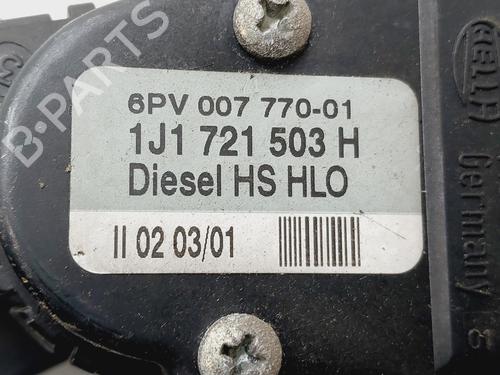 6PV 007 770-01
1J1 721 503 H
Diesel HS HLO
II 02 03/01
HELLA
Germany
B-PARTS